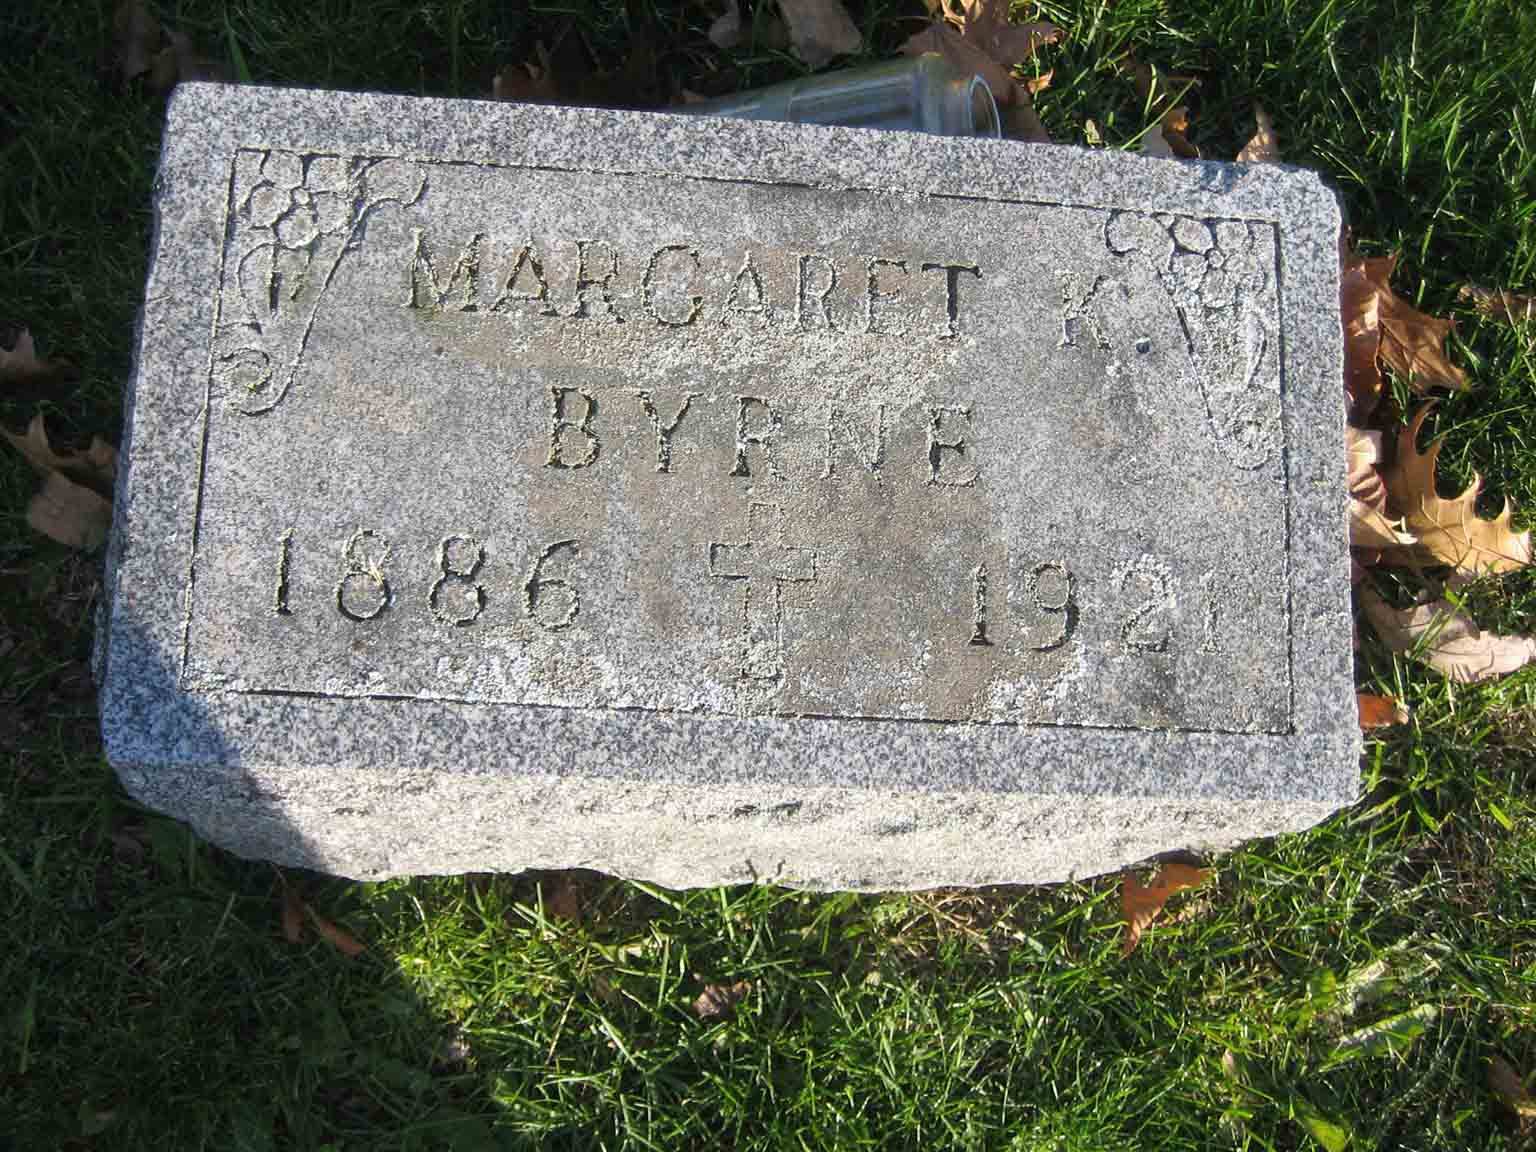 MARGARET K.
BYRNE
1886 1921